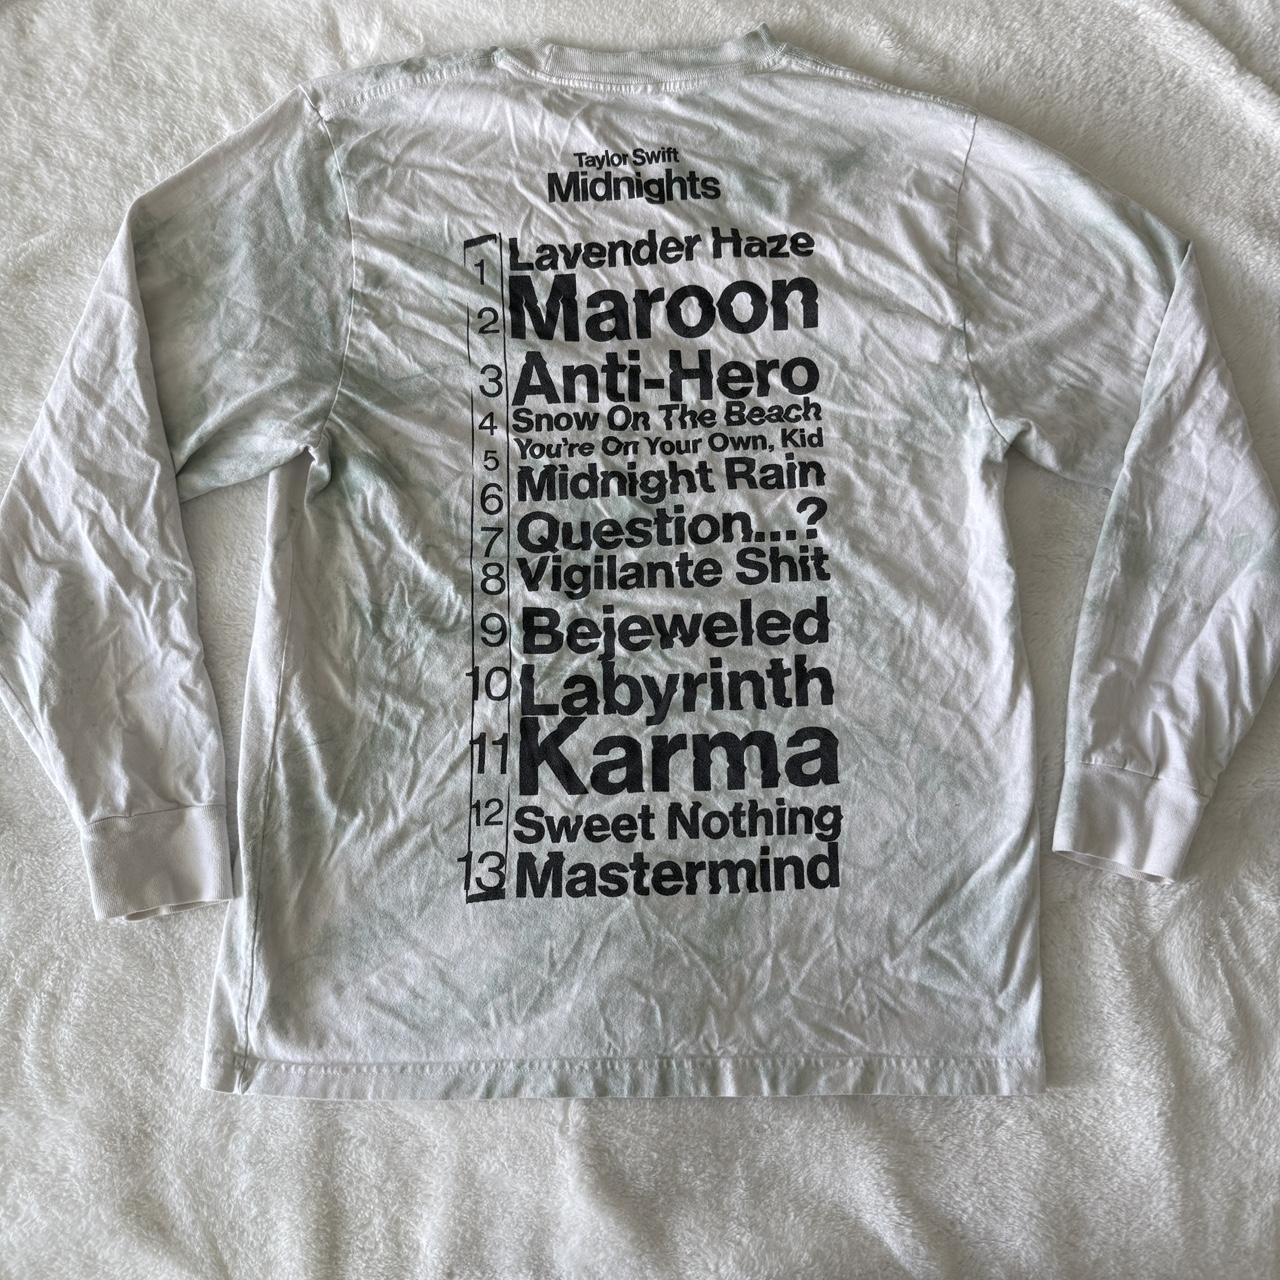 Taylor Swift
Midnights
1 Lavender Haze
2 Maroon
3 Anti-Hero
4 Snow On The Beach
5 You're On Your Own, Kid
6 Midnight Rain
7 Question...?
8 Vigilante Shit
9 Bejeweled
10 Labyrinth
11 Karma
12 Sweet Nothing
13 Mastermind